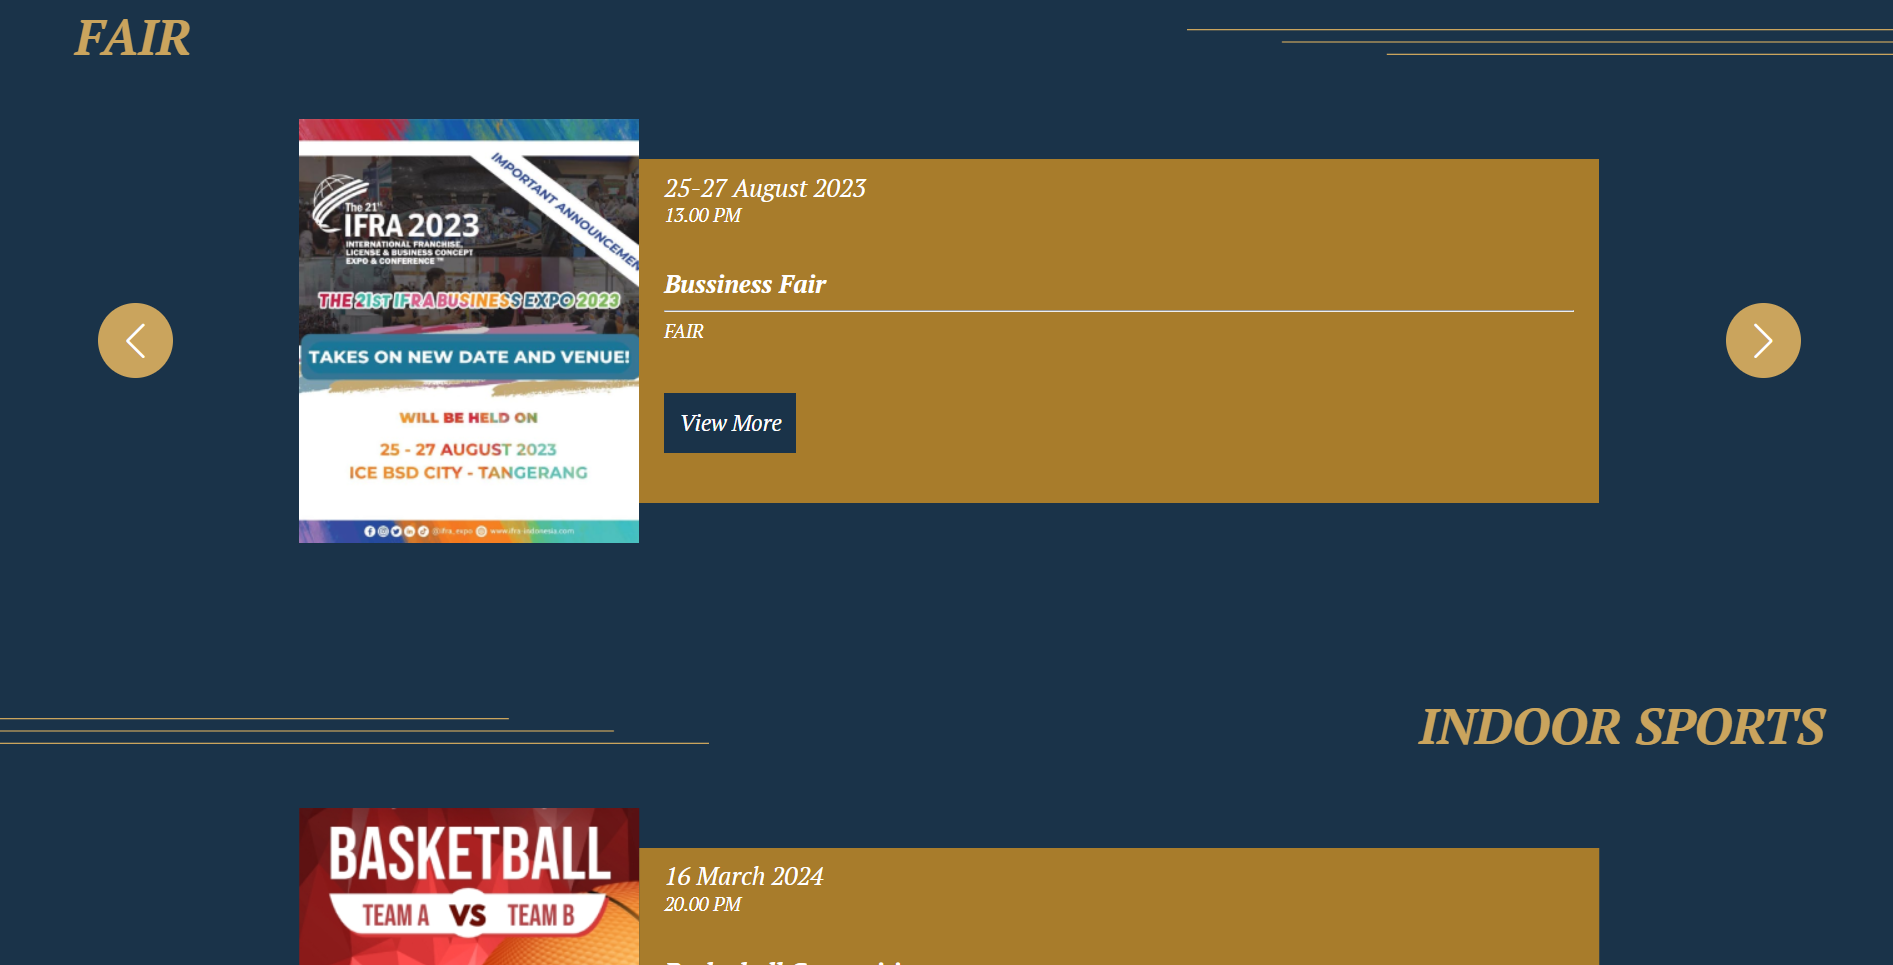 FAIR
IMPORTANT ANNOUNCEMEN
The 21st
IFRA 2023
INTERNATIONAL FRANCHISE,
LICENSE & BUSINESS CONCEPT
EXPO & CONFERENCE ™
THE 21ST IFRA BUSINESS EXPO 2023
TAKES ON NEW DATE AND VENUE!
WILL BE HELD ON
25 - 27 AUGUST 2023
ICE BSD CITY - TANGERANG
@ifra_expo www.ifra-indonesia.com
25-27 August 2023
13.00 PM
Bussiness Fair
FAIR
View More
INDOOR SPORTS
BASKETBALL
TEAM A VS TEAM B
16 March 2024
20.00 PM